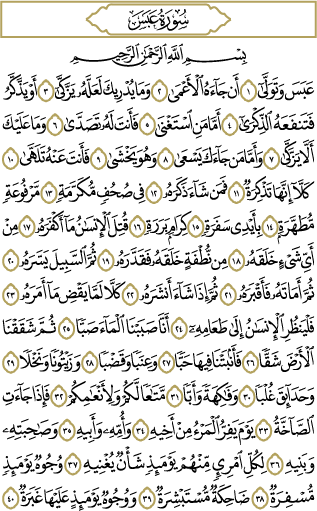 سُورَةُ عَبَسَ
بِسْمِ ٱللَّهِ ٱلرَّحْمَٰنِ ٱلرَّحِيمِ
عَبَسَ وَتَوَلَّىٰٓ ١ أَن جَآءَهُ ٱلْأَعْمَىٰ ٢ وَمَا يُدْرِيكَ لَعَلَّهُۥ يَزَّكَّىٰٓ ٣ أَوْ يَذَّكَّرُ
فَتَنفَعَهُ ٱلذِّكْرَىٰٓ ٤ أَمَّا مَنِ ٱسْتَغْنَىٰ ٥ فَأَنتَ لَهُۥ تَصَدَّىٰ ٦ وَمَا عَلَيْكَ
أَلَّا يَزَّكَّىٰ ٧ وَأَمَّا مَن جَآءَكَ يَسْعَىٰ ٨ وَهُوَ يَخْشَىٰ ٩ فَأَنتَ عَنْهُ تَلَهَّىٰ ١٠
كَلَّآ إِنَّهَا تَذْكِرَةٌ ١١ فَمَن شَآءَ ذَكَرَهُۥ ١٢ فِى صُحُفٍ مُّكَرَّمَةٍ ١٣ مَّرْفُوعَةٍ
مُّطَهَّرَةٍۭ ١٤ بِأَيْدِى سَفَرَةٍ ١٥ كِرَامٍۭ بَرَرَةٍ ١٦ قُتِلَ ٱلْإِنسَٰنُ مَآ أَكْفَرَهُۥ ١٧ مِنْ
أَىِّ شَىْءٍ خَلَقَهُۥ ١٨ مِن نُّطْفَةٍ خَلَقَهُۥ فَقَدَّرَهُۥ ١٩ ثُمَّ ٱلسَّبِيلَ يَسَّرَهُۥ ٢٠
ثُمَّ أَمَاتَهُۥ فَأَقْبَرَهُۥ ٢١ ثُمَّ إِذَا شَآءَ أَنشَرَهُۥ ٢٢ كَلَّا لَمَّا يَقْضِ مَآ أَمَرَهُۥ ٢٣
فَلْيَنظُرِ ٱلْإِنسَٰنُ إِلَىٰ طَعَامِهِۦٓ ٢٤ أَنَّا صَبَبْنَا ٱلْمَآءَ صَبًّا ٢٥ ثُمَّ شَقَقْنَا
ٱلْأَرْضَ شَقًّا ٢٦ فَأَنۢبَتْنَا فِيهَا حَبًّا ٢٧ وَعِنَبًا وَقَضْبًا ٢٨ وَزَيْتُونًا وَنَخْلًا ٢٩
وَحَدَآئِقَ غُلْبًا ٣٠ وَفَٰكِهَةً وَأَبًّا ٣١ مَّتَٰعًا لَّكُمْ وَلِأَنْعَٰمِكُمْ ٣٢ فَإِذَا جَآءَتِ
ٱلصَّآخَّةُ ٣٣ يَوْمَ يَفِرُّ ٱلْمَرْءُ مِنْ أَخِيهِ ٣٤ وَأُمِّهِۦ وَأَبِيهِ ٣٥ وَصَٰحِبَتِهِۦ
وَبَنِيهِ ٣٦ لِكُلِّ ٱمْرِئٍ مِّنْهُمْ يَوْمَئِذٍ شَأْنٌ يُغْنِيهِ ٣٧ وُجُوهٌ يَوْمَئِذٍ
مُّسْفِرَةٌ ٣٨ ضَاحِكَةٌ مُّسْتَبْشِرَةٌ ٣٩ وَوُجُوهٌ يَوْمَئِذٍ عَلَيْهَا غَبَرَةٌ ٤٠